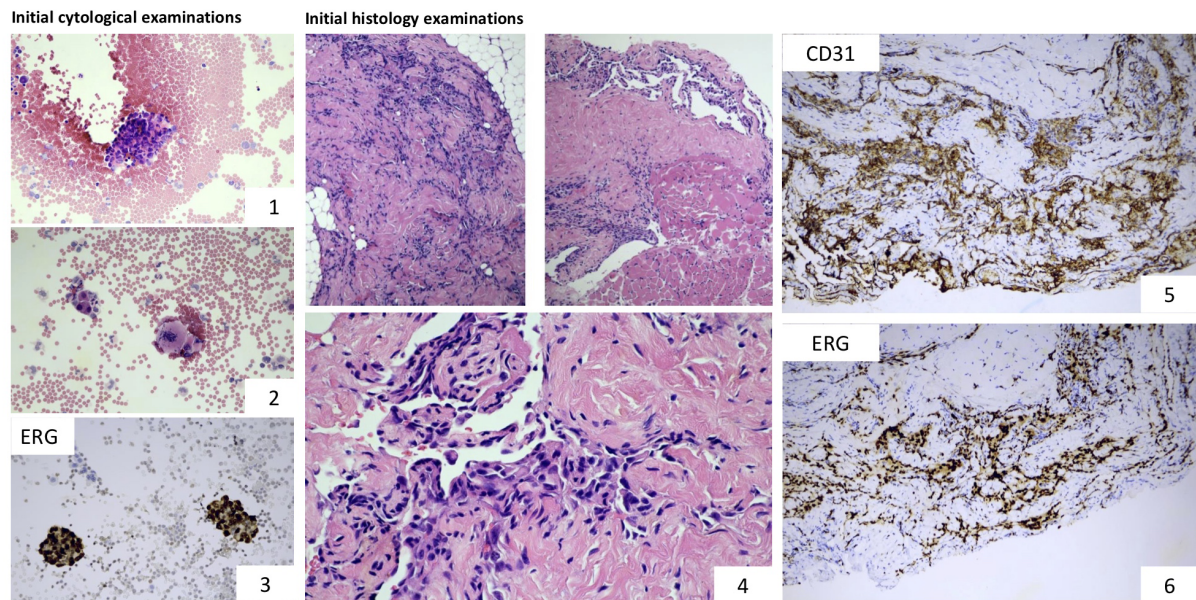 Initial cytological examinations
Initial histology examinations
1
2
ERG
3
4
CD31
5
ERG
6